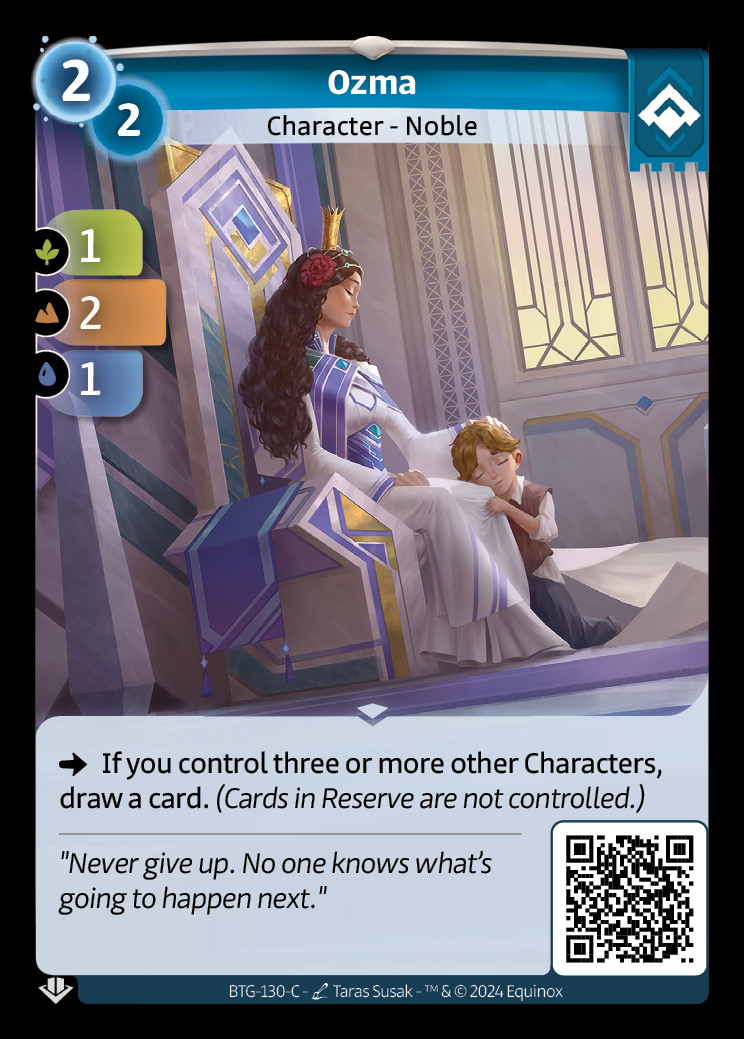 2
Ozma
2
Character - Noble
1
2
1
If you control three or more other Characters,
draw a card. (Cards in Reserve are not controlled.)
"Never give up. No one knows what's
going to happen next."
BTG-130-C - Taras Susak - ™ & © 2024 Equinox